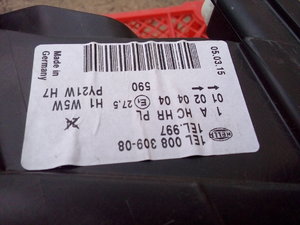 1EL 008 309-08
1EL.997
HELLA
1 A HC HR PL
01 02 04 04
27.5
590
H1 W5W
PY21W H7
Made in
Germany
05.03.15